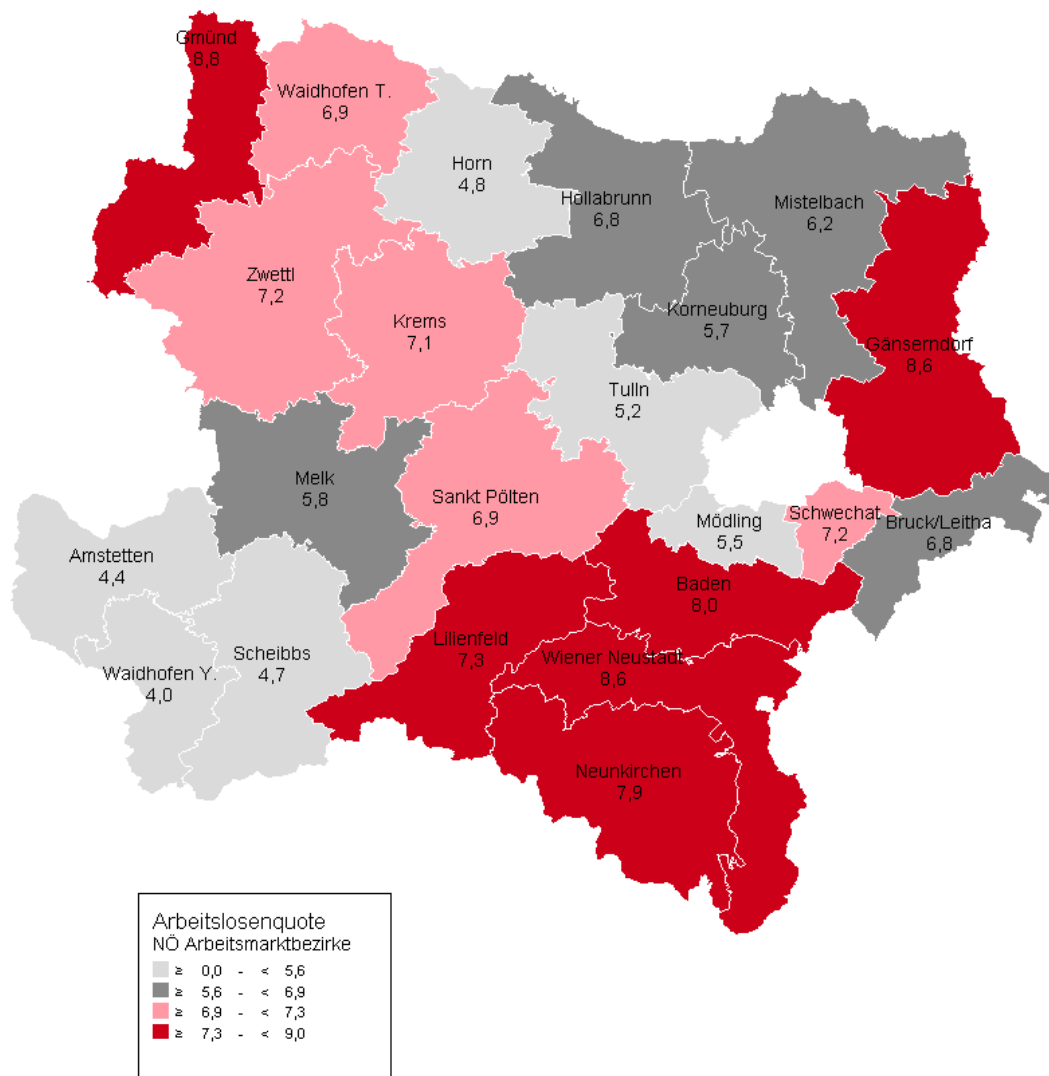 Gmünd
8,8
Waidhofen T.
6,9
Horn
4,8
Hollabrunn
6,8
Mistelbach
6,2
Zwettl
7,2
Krems
7,1
Korneuburg
5,7
Gänserndorf
8,6
Tulln
5,2
Melk
5,8
Sankt Pölten
6,9
Mödling
5,5
Schwechat
7,2
Bruck/Leitha
6,8
Amstetten
4,4
Baden
8,0
Lilienfeld
7,3
Scheibbs
4,7
Wiener Neustadt
8,6
Waidhofen Y.
4,0
Neunkirchen
7,9
Arbeitslosenquote
NÖ Arbeitsmarktbezirke
≥ 0,0 - < 5,6
≥ 5,6 - < 6,9
≥ 6,9 - < 7,3
≥ 7,3 - < 9,0